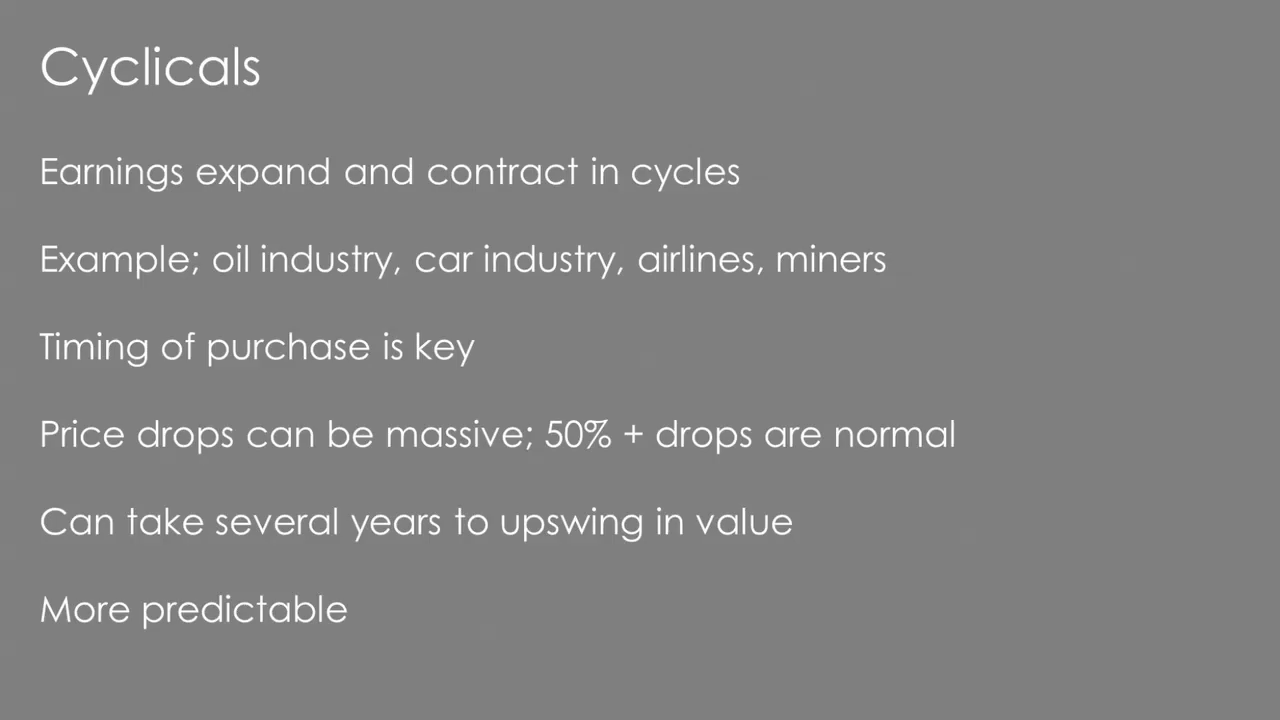 Cyclicals
Earnings expand and contract in cycles
Example; oil industry, car industry, airlines, miners
Timing of purchase is key
Price drops can be massive; 50% + drops are normal
Can take several years to upswing in value
More predictable